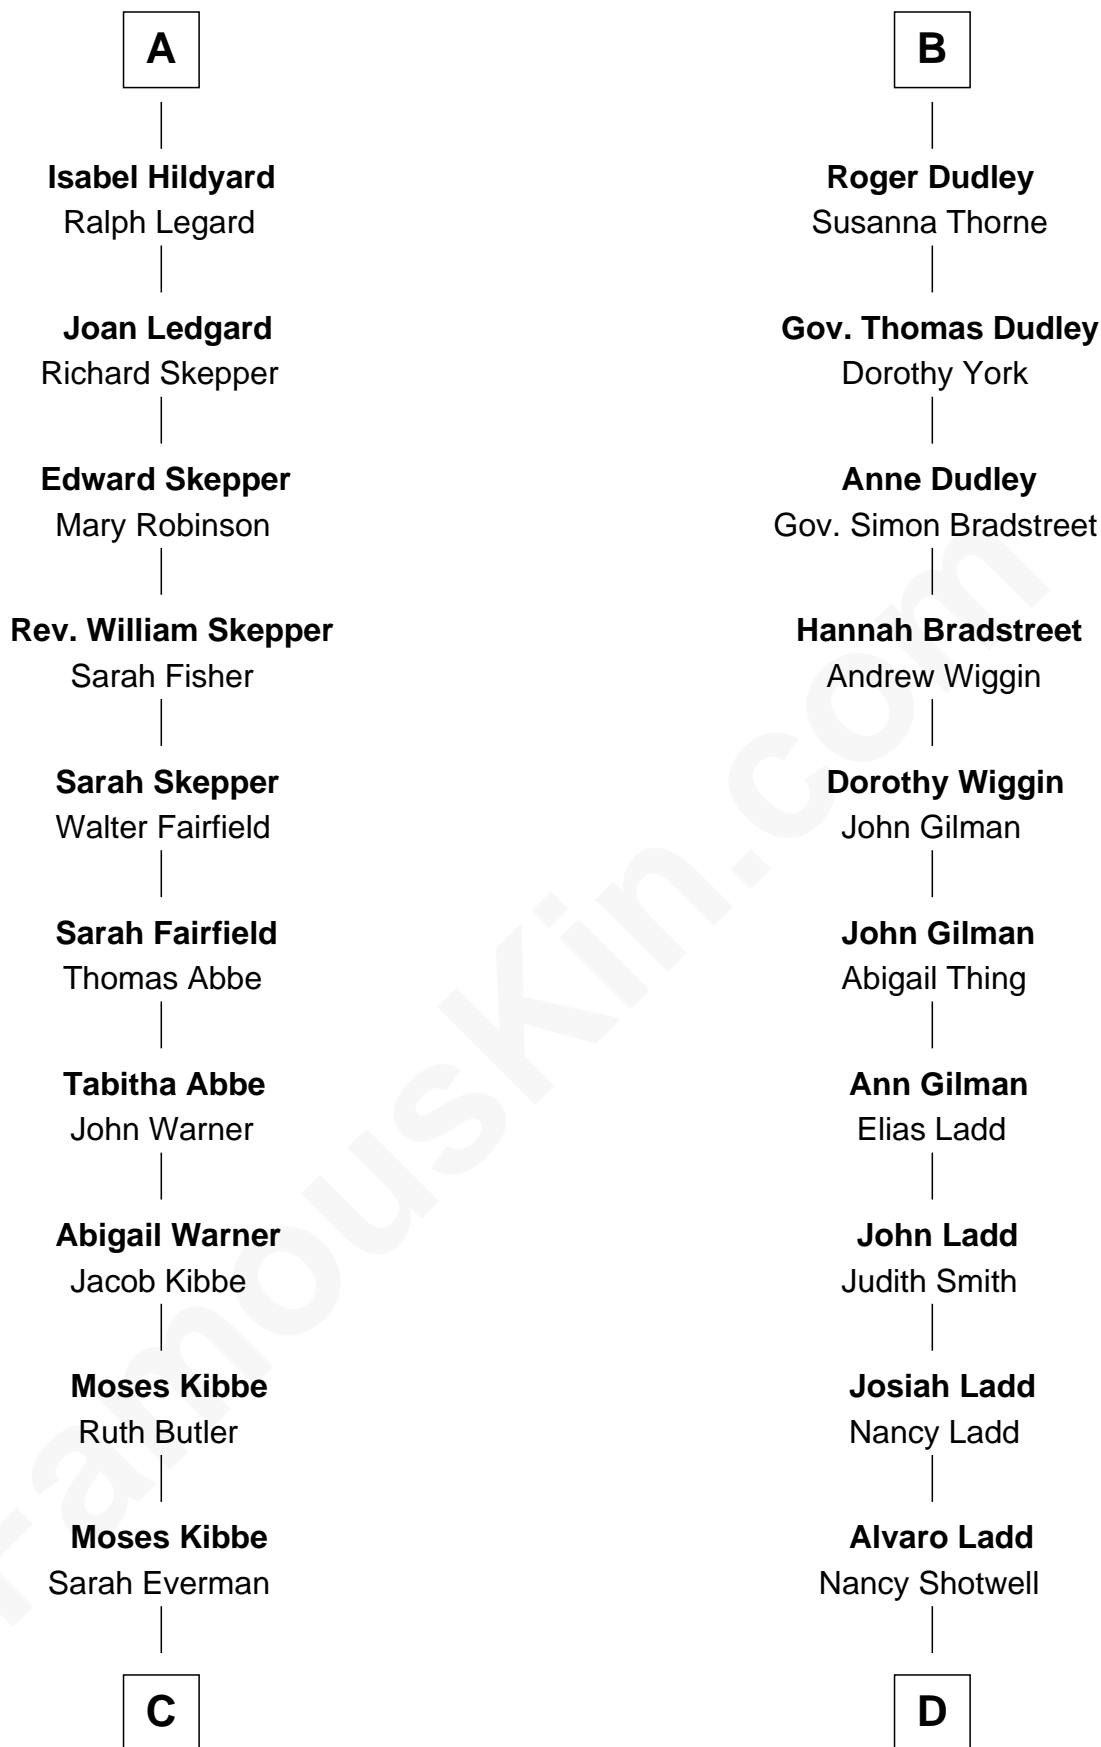 A
Isabel Hildyard
Ralph Legard
Joan Ledgard
Richard Skepper
Edward Skepper
Mary Robinson
Rev. William Skepper
Sarah Fisher
Sarah Skepper
Walter Fairfield
Sarah Fairfield
Thomas Abbe
Tabitha Abbe
John Warner
Abigail Warner
Jacob Kibbe
Moses Kibbe
Ruth Butler
Moses Kibbe
Sarah Everman
C
B
Roger Dudley
Susanna Thorne
Gov. Thomas Dudley
Dorothy York
Anne Dudley
Gov. Simon Bradstreet
Hannah Bradstreet
Andrew Wiggin
Dorothy Wiggin
John Gilman
John Gilman
Abigail Thing
Ann Gilman
Elias Ladd
John Ladd
Judith Smith
Josiah Ladd
Nancy Ladd
Alvaro Ladd
Nancy Shotwell
D
FamousKin.com